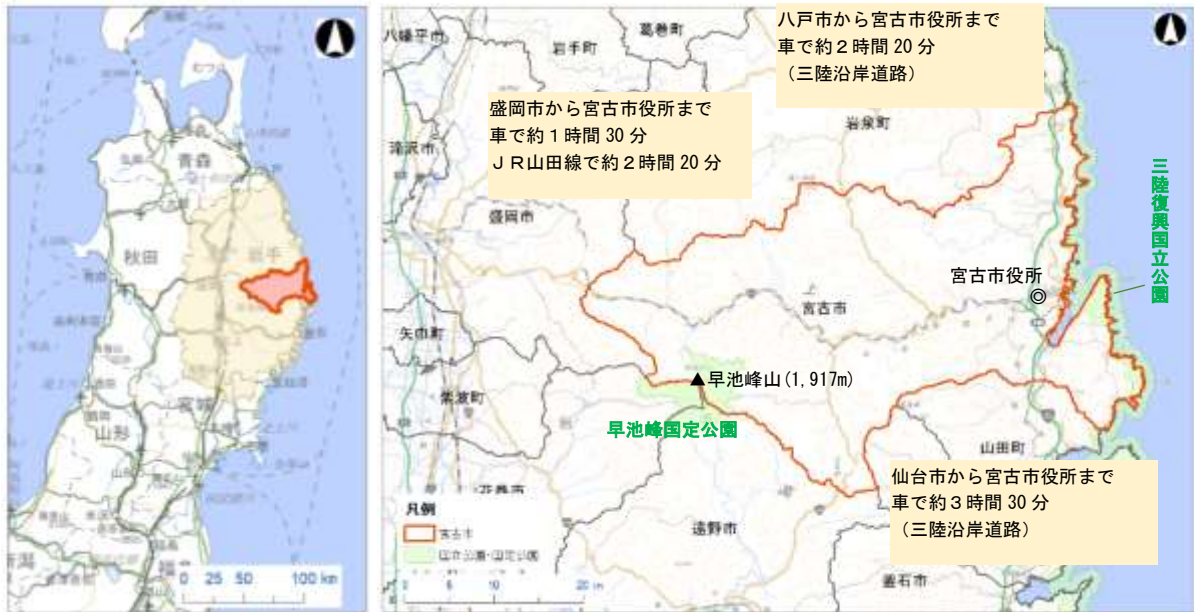 青森
秋田
岩手
宮城
山形
福
0 25 50 100 km
八戸市から宮古市役所まで
車で約２時間 20 分
（三陸沿岸道路）
盛岡市から宮古市役所まで
車で約１時間 30 分
ＪＲ山田線で約２時間 20 分
八幡平市
岩手町
葛巻町
岩泉町
滝沢市
盛岡市
三陸復興国立公園
宮古市役所
宮古市
矢巾町
早池峰山(1,917m)
紫波町
早池峰国定公園
山田町
仙台市から宮古市役所まで
車で約３時間 30 分
（三陸沿岸道路）
花巻市
遠野市
釜石市
凡例
宮古市
国立公園・国定公園
0 5 10 20